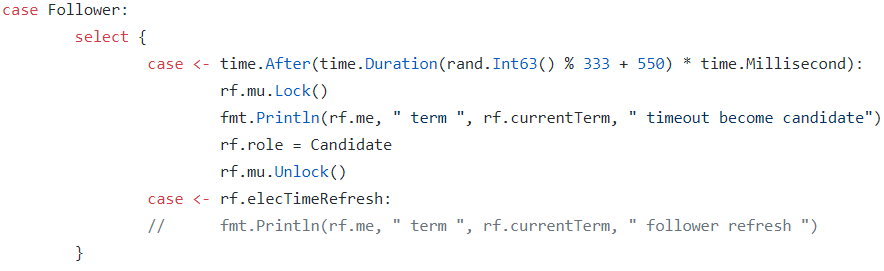 case Follower:
        select {
                case <- time.After(time.Duration(rand.Int63() % 333 + 550) * time.Millisecond):
                        rf.mu.Lock()
                        fmt.Println(rf.me, " term ", rf.currentTerm, " timeout become candidate")
                        rf.role = Candidate
                        rf.mu.Unlock()
                case <- rf.elecTimeRefresh:
                //      fmt.Println(rf.me, " term ", rf.currentTerm, " follower refresh ")
        }